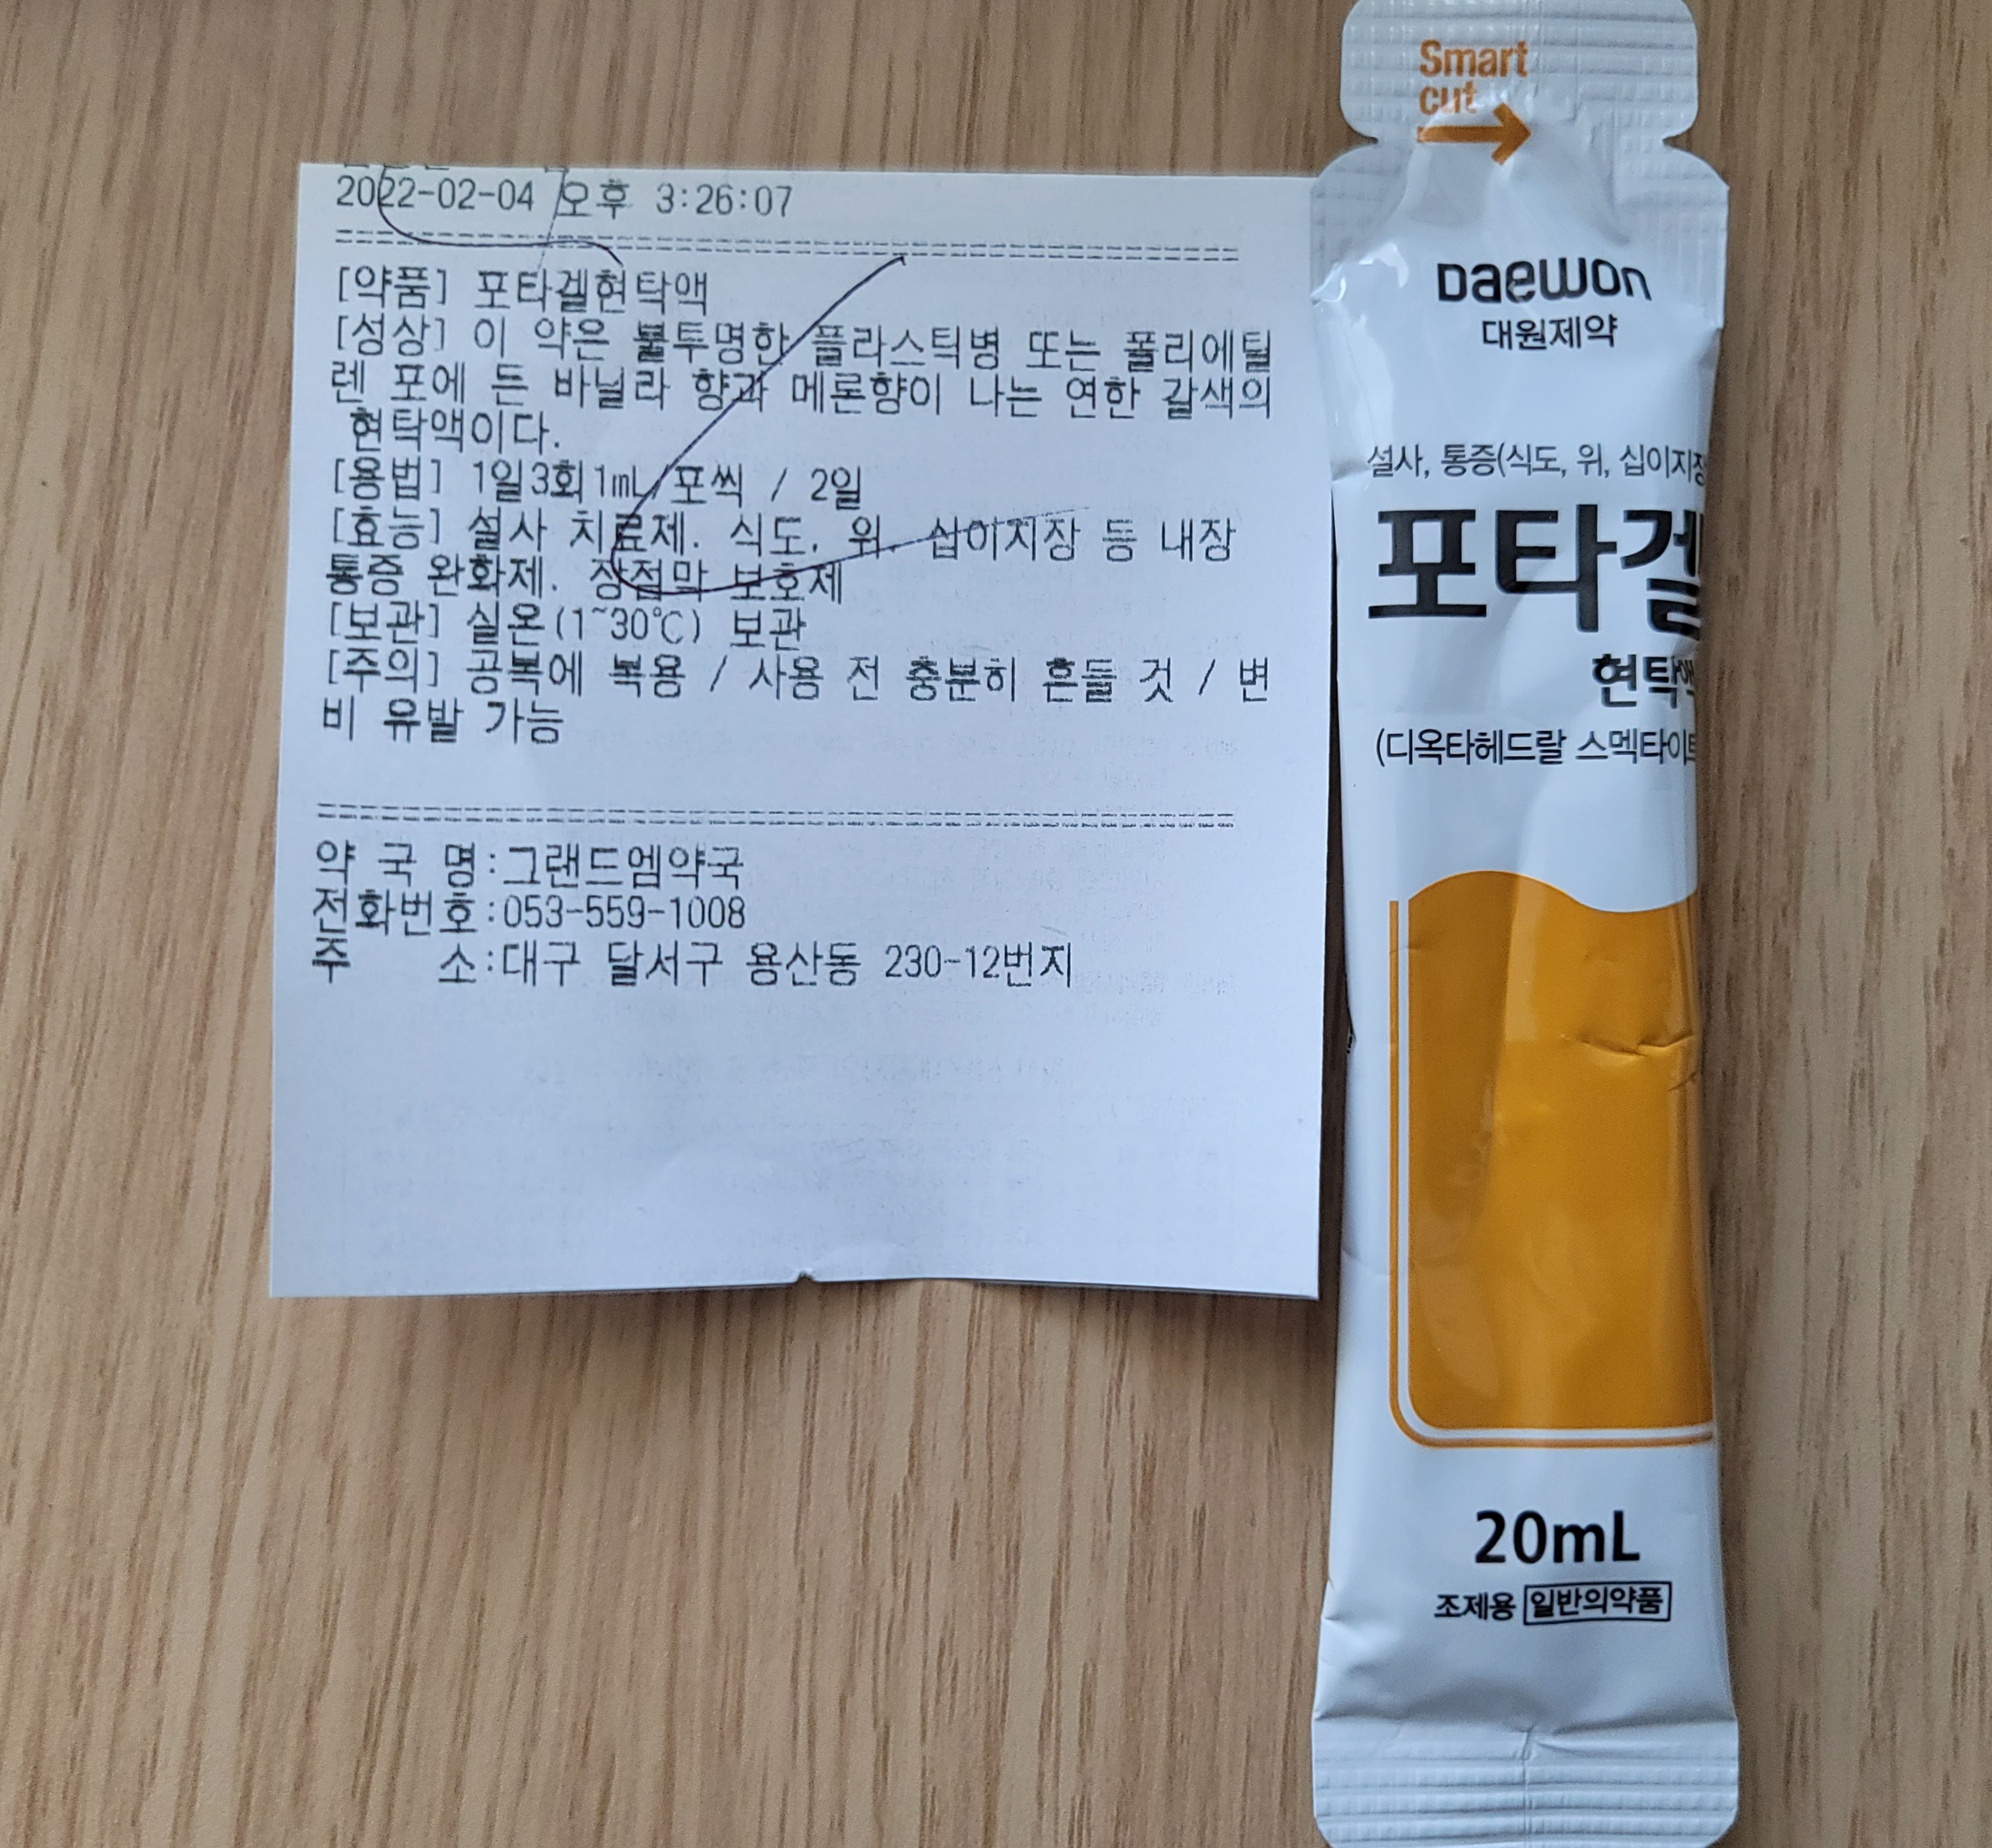 2022-02-04 오후 3:26:07
[약품] 포타겔현탁액
[성상] 이 약은 불투명한 플라스틱병 또는 폴리에틸
렌 포에 든 바닐라 향과 메론향이 나는 연한 갈색의
현탁액이다.
[용법] 1일3회1mL/포씩 / 2일
[효능] 설사 치료제. 식도, 위, 십이지장 등 내장
통증 완화제. 장점막 보호제
[보관] 실온(1~30℃) 보관
[주의] 공복에 복용 / 사용 전 충분히 흔들 것 / 변
비 유발 가능
약 국 명:그랜드엠약국
전화번호:053-559-1008
주 소:대구 달서구 용산동 230-12번지
Smart
cut
Daewon
대원제약
설사, 통증(식도, 위, 십이지장
포타겔
현탁액
(디옥타헤드랄 스멕타이트
20mL
조제용 일반의약품